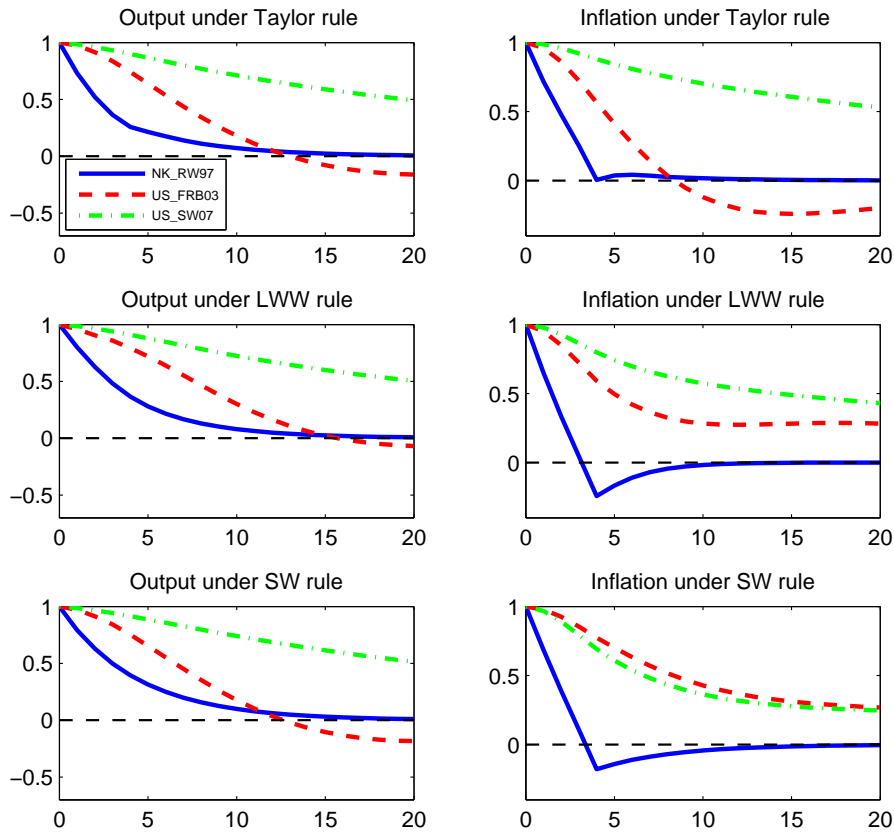 Output under Taylor rule
1
0.5
0
−0.5
NK_RW97
US_FRB03
US_SW07
0 5 10 15 20
Inflation under Taylor rule
1
0.5
0
0 5 10 15 20
Output under LWW rule
1
0.5
0
−0.5
0 5 10 15 20
Inflation under LWW rule
1
0.5
0
0 5 10 15 20
Output under SW rule
1
0.5
0
−0.5
0 5 10 15 20
Inflation under SW rule
1
0.5
0
0 5 10 15 20